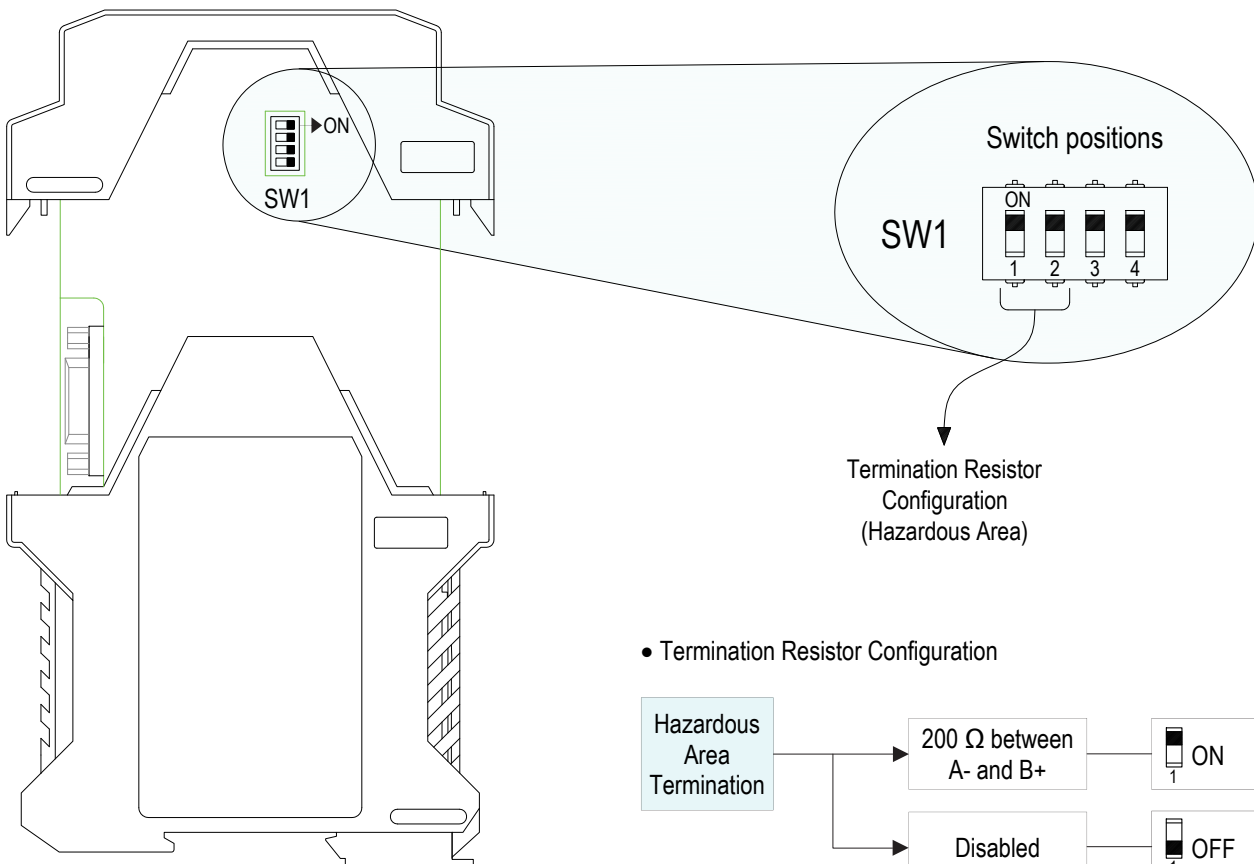 ON
SW1
Switch positions
SW1
ON
1 2 3 4
Termination Resistor
Configuration
(Hazardous Area)
• Termination Resistor Configuration
Hazardous
Area
Termination
200 Ω between
A- and B+
1
ON
Disabled
OFF